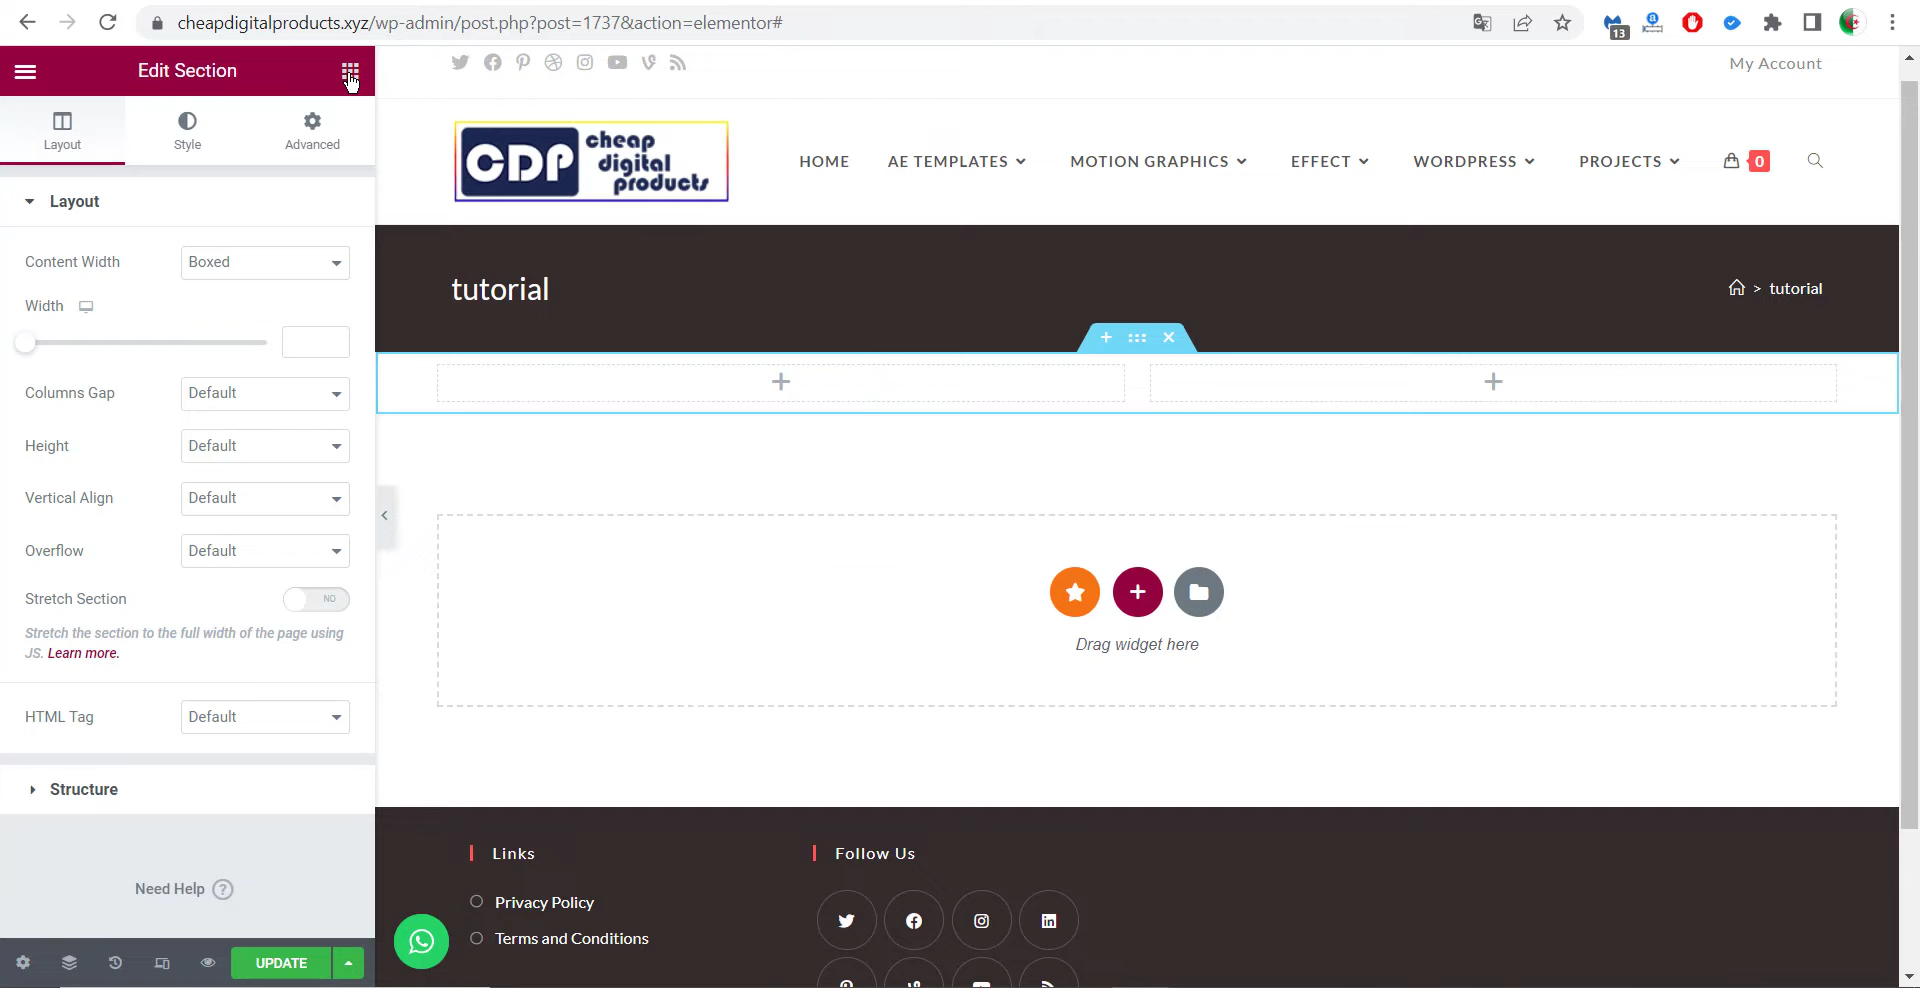 cheapdigitalproducts.xyz/wp-admin/post.php?post=1737&action=elementor#
13
Edit Section
Layout
Style
Advanced
Layout
Content Width
Boxed
Width
Columns Gap
Default
Height
Default
Vertical Align
Default
Overflow
Default
Stretch Section
NO
Stretch the section to the full width of the page using
JS. Learn more.
HTML Tag
Default
Structure
Need Help ?
UPDATE
My Account
CDP cheap
digital
products
HOME
AE TEMPLATES
MOTION GRAPHICS
EFFECT
WORDPRESS
PROJECTS
0
tutorial
> tutorial
Drag widget here
Links
Privacy Policy
Terms and Conditions
Follow Us